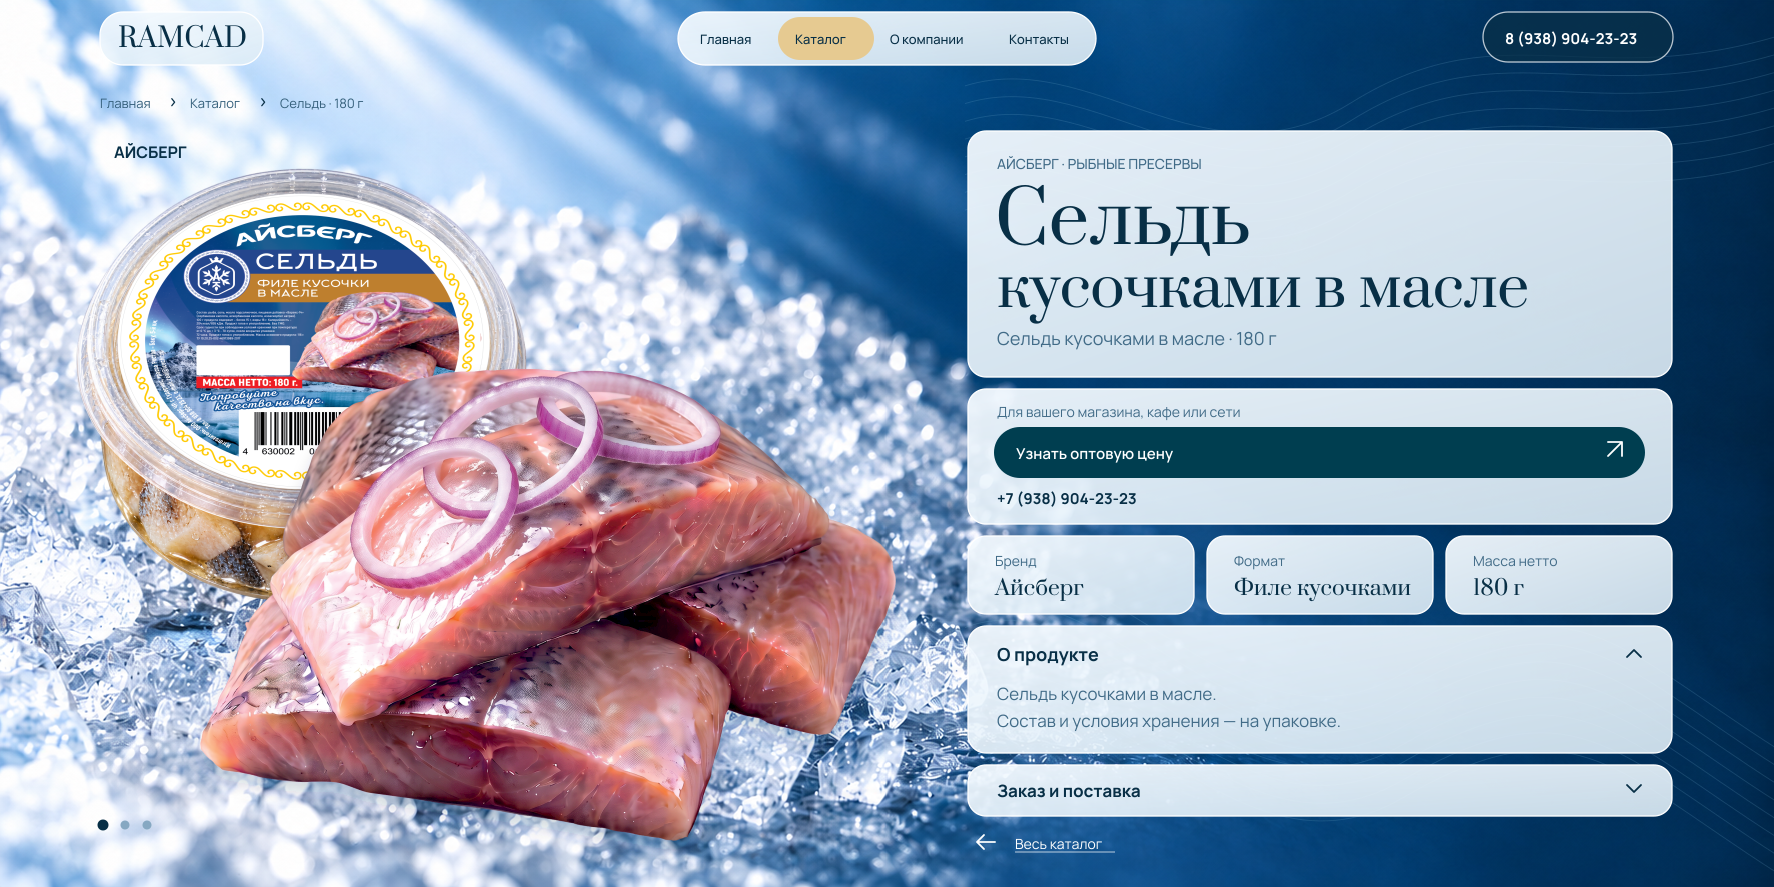 RAMCAD
Главная
Каталог
О компании
Контакты
8 (938) 904-23-23
Главная
Каталог
Сельдь · 180 г
АЙСБЕРГ
АЙСБЕРГ
СЕЛЬДЬ
ФИЛЕ КУСОЧКИ
В МАСЛЕ
МАССА НЕТТО: 180 г.
Попробуйте
качество на вкус.
4 630002
АЙСБЕРГ · РЫБНЫЕ ПРЕСЕРВЫ
Сельдь
кусочками в масле
Сельдь кусочками в масле · 180 г
Для вашего магазина, кафе или сети
Узнать оптовую цену
+7 (938) 904-23-23
Бренд
Айсберг
Формат
Филе кусочками
Масса нетто
180 г
О продукте
Сельдь кусочками в масле.
Состав и условия хранения — на упаковке.
Заказ и поставка
Весь каталог